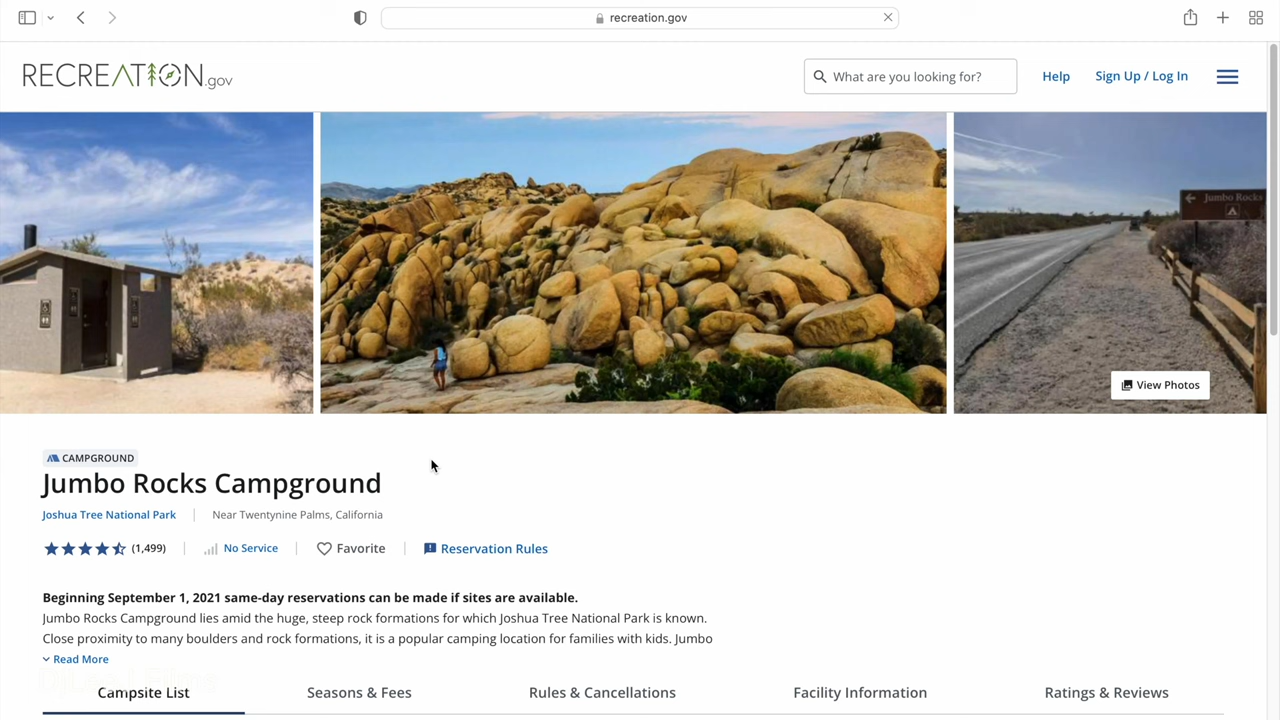 recreation.gov
RECREATION.gov
What are you looking for?
Help
Sign Up / Log In
Jumbo Rocks
View Photos
CAMPGROUND
Jumbo Rocks Campground
Joshua Tree National Park
Near Twentynine Palms, California
(1,499)
No Service
Favorite
Reservation Rules
Beginning September 1, 2021 same-day reservations can be made if sites are available.
Jumbo Rocks Campground lies amid the huge, steep rock formations for which Joshua Tree National Park is known.
Close proximity to many boulders and rock formations, it is a popular camping location for families with kids. Jumbo
Read More
Campsite List
Seasons & Fees
Rules & Cancellations
Facility Information
Ratings & Reviews